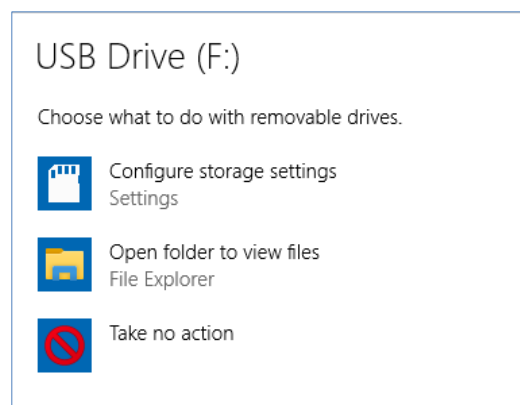 USB Drive (F:)
Choose what to do with removable drives.
Configure storage settings
Settings
Open folder to view files
File Explorer
Take no action